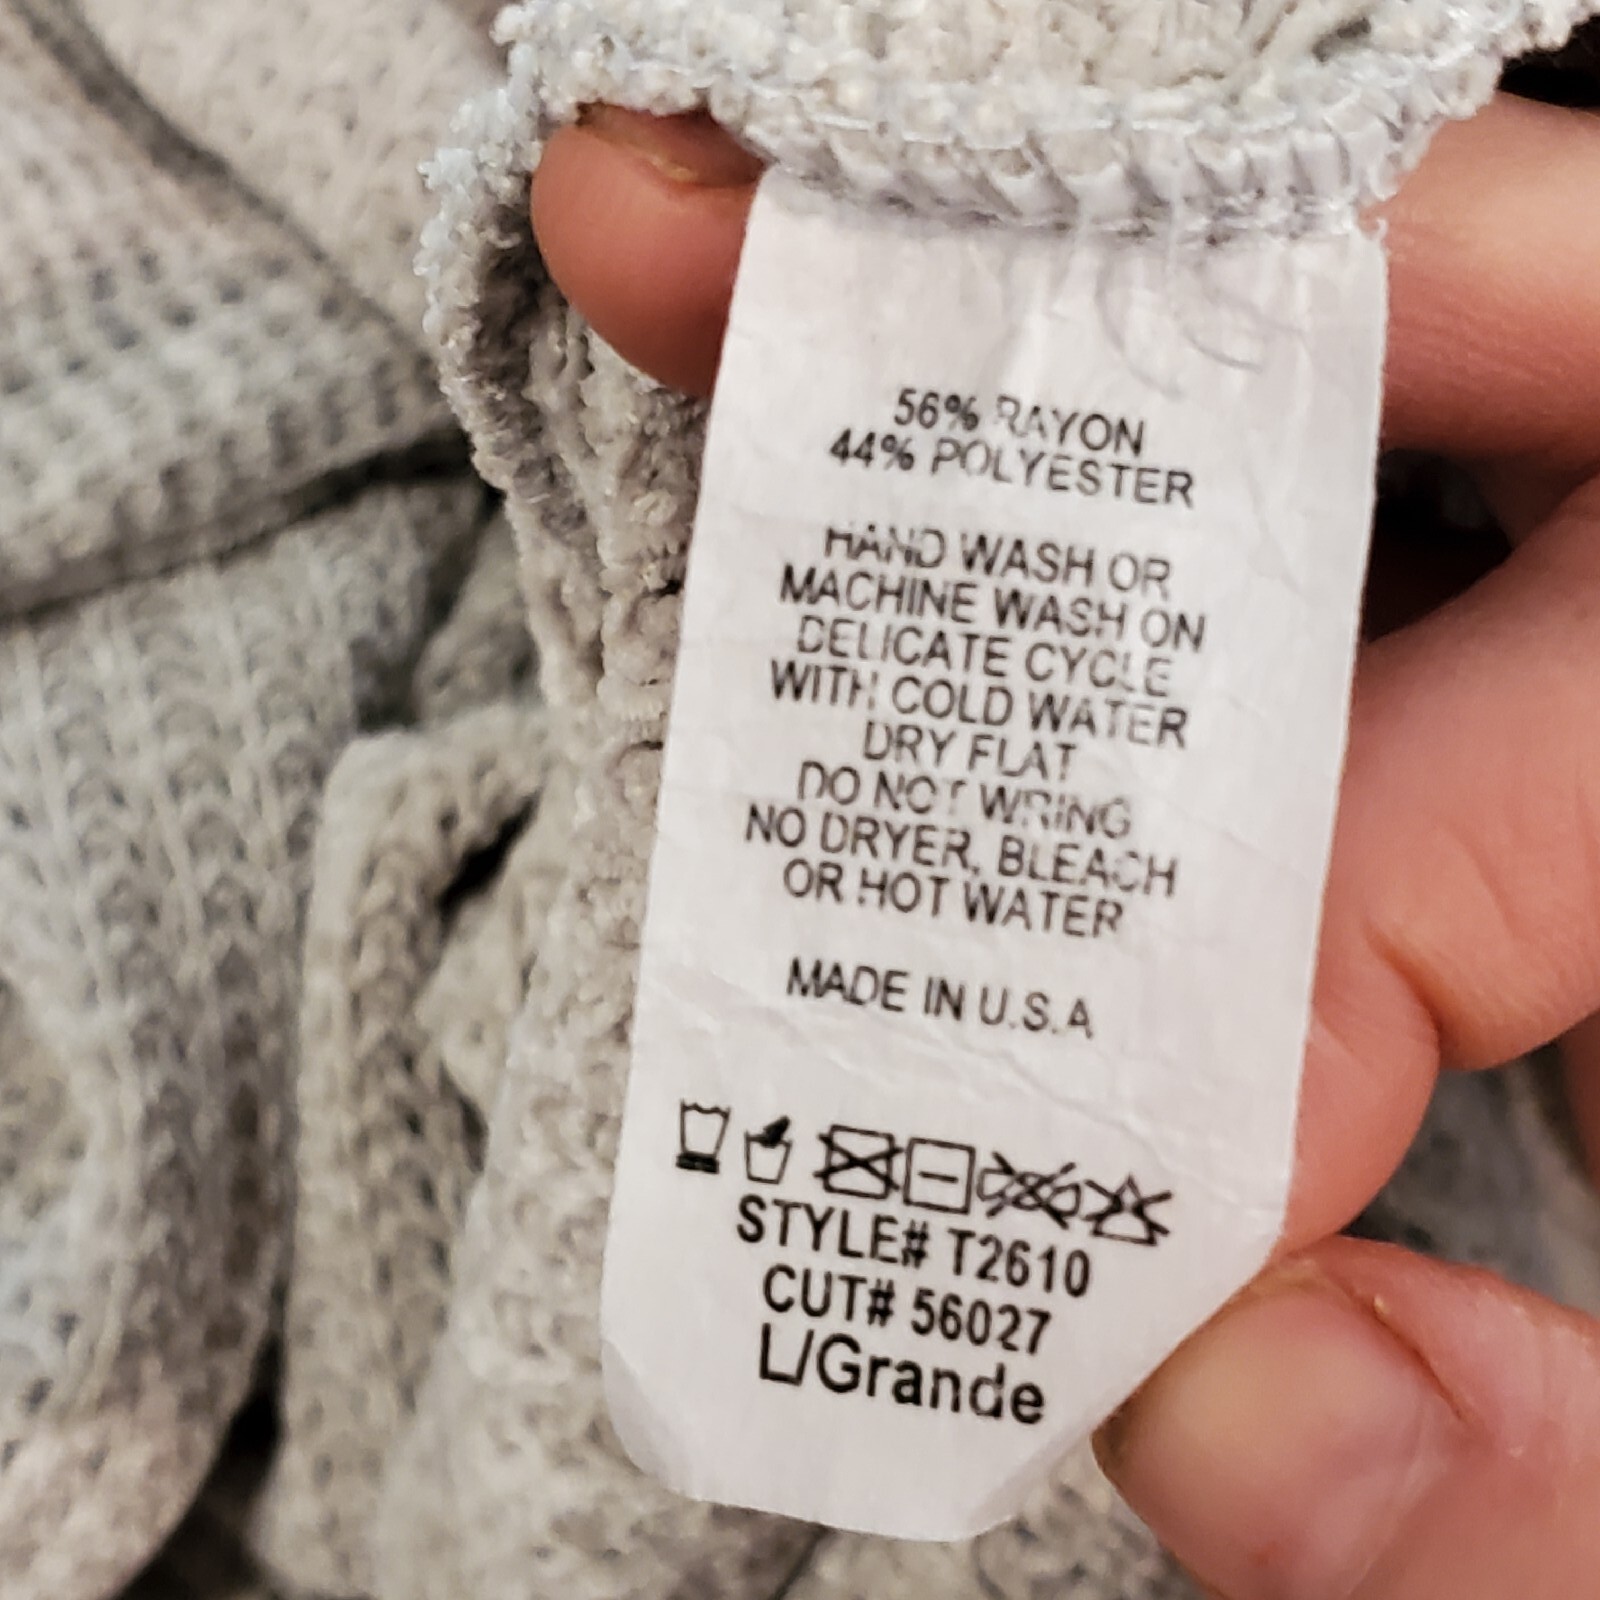 56% RAYON
44% POLYESTER
HAND WASH OR
MACHINE WASH ON
DELICATE CYCLE
WITH COLD WATER
DRY FLAT
DO NOT WRING
NO DRYER, BLEACH
OR HOT WATER
MADE IN U.S.A
STYLE# T2610
CUT# 56027
L/Grande